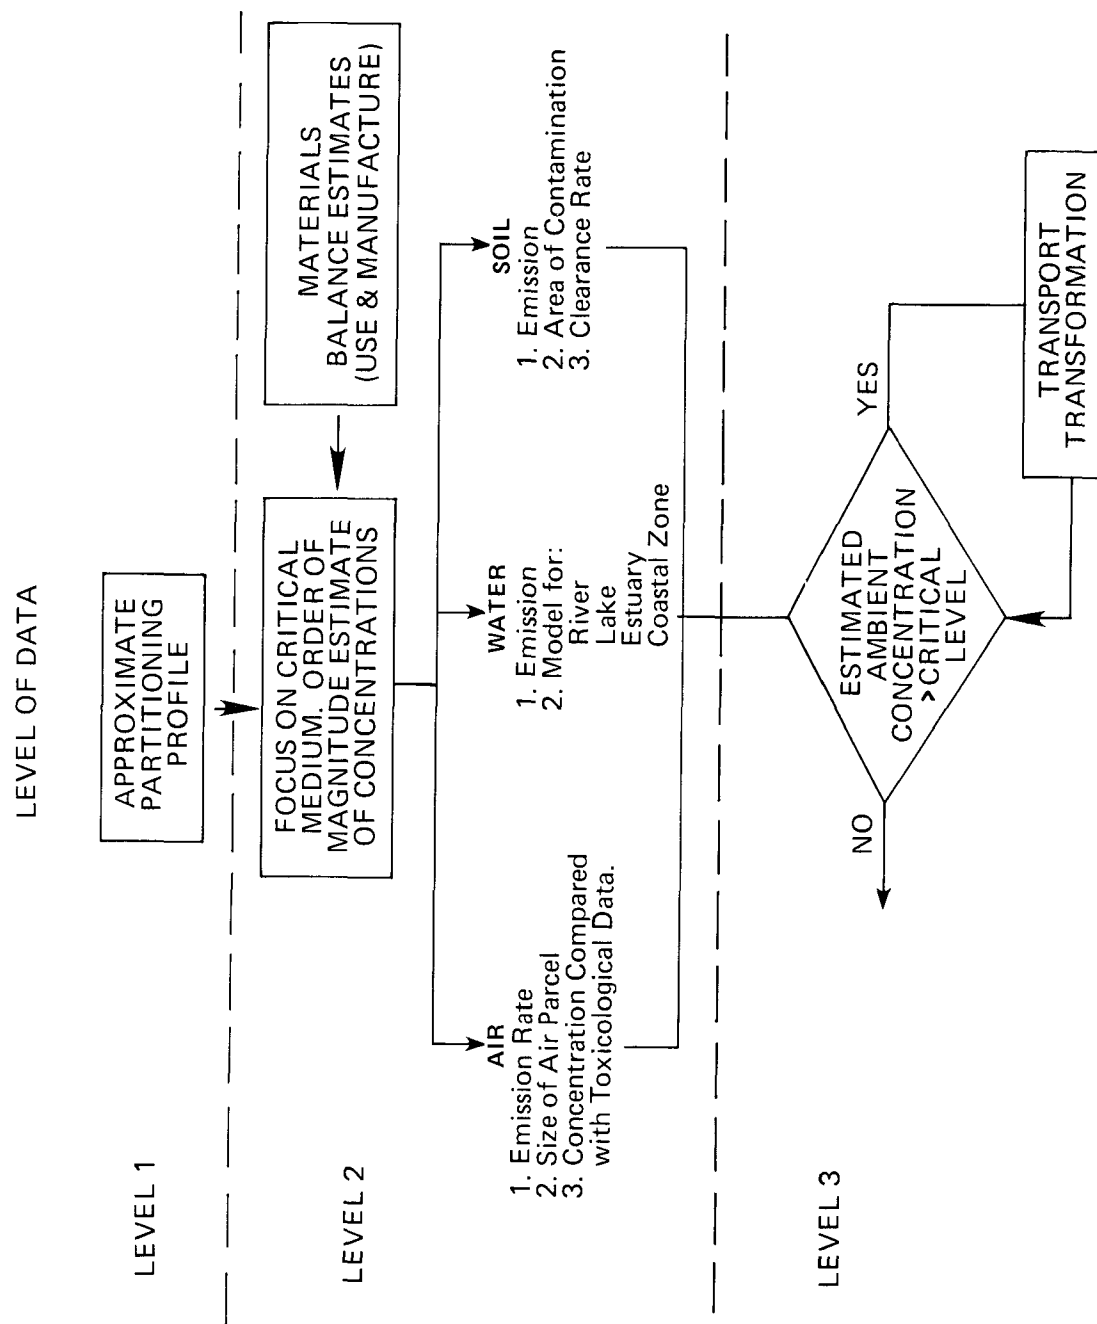 LEVEL OF DATA
LEVEL 1
APPROXIMATE
PARTITIONING
PROFILE
LEVEL 2
FOCUS ON CRITICAL
MEDIUM. ORDER OF
MAGNITUDE ESTIMATE
OF CONCENTRATIONS
MATERIALS
BALANCE ESTIMATES
(USE & MANUFACTURE)
AIR
1. Emission Rate
2. Size of Air Parcel
3. Concentration Compared
with Toxicological Data.
WATER
1. Emission
2. Model for:
River
Lake
Estuary
Coastal Zone
SOIL
1. Emission
2. Area of Contamination
3. Clearance Rate
LEVEL 3
NO
ESTIMATED
AMBIENT
CONCENTRATION
>CRITICAL
LEVEL
YES
TRANSPORT
TRANSFORMATION